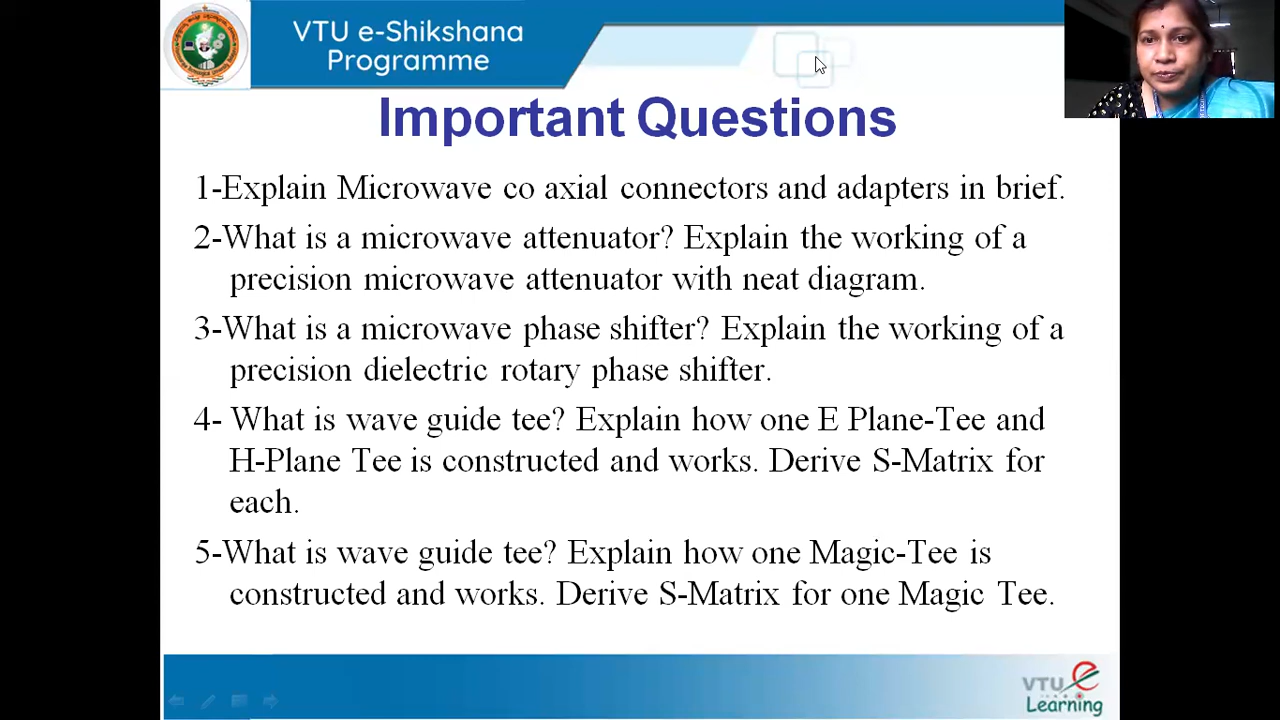 VTU e-Shikshana
Programme
Important Questions
1-Explain Microwave co axial connectors and adapters in brief.
2-What is a microwave attenuator? Explain the working of a
precision microwave attenuator with neat diagram.
3-What is a microwave phase shifter? Explain the working of a
precision dielectric rotary phase shifter.
4- What is wave guide tee? Explain how one E Plane-Tee and
H-Plane Tee is constructed and works. Derive S-Matrix for
each.
5-What is wave guide tee? Explain how one Magic-Tee is
constructed and works. Derive S-Matrix for one Magic Tee.
VTU e
Learning